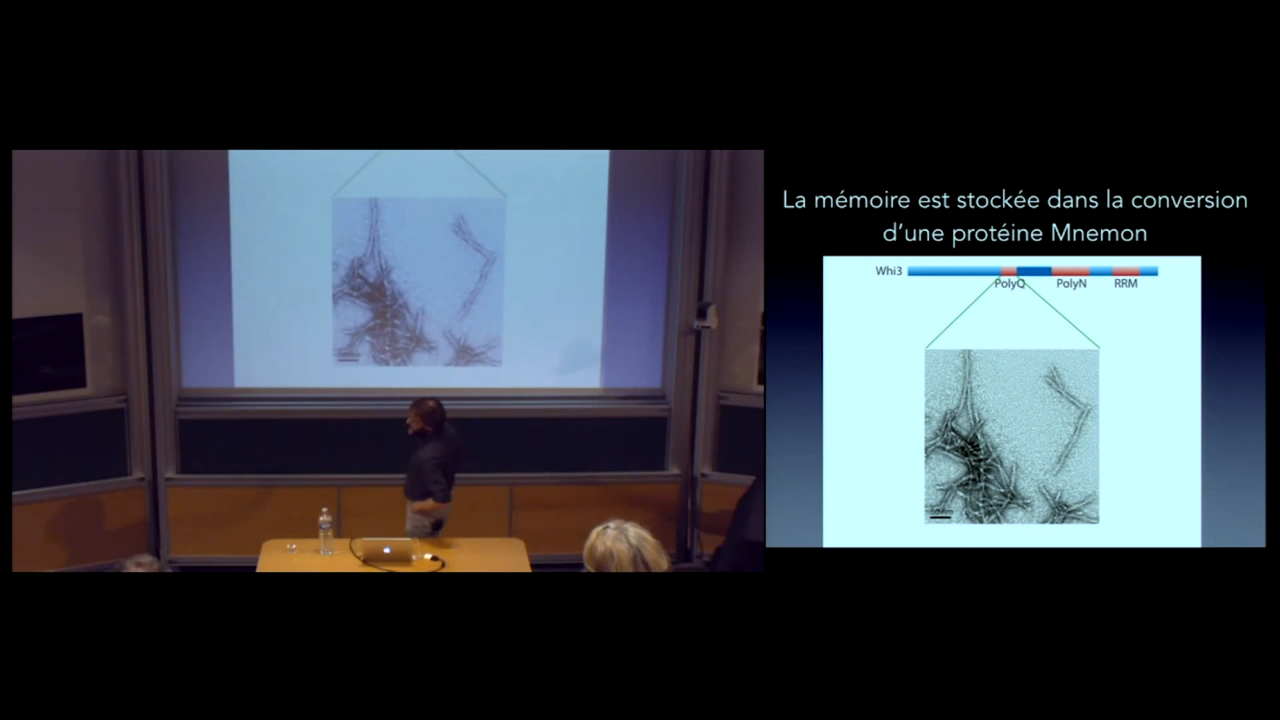 La mémoire est stockée dans la conversion
d'une protéine Mnemon
Whi3
PolyQ
PolyN
RRM